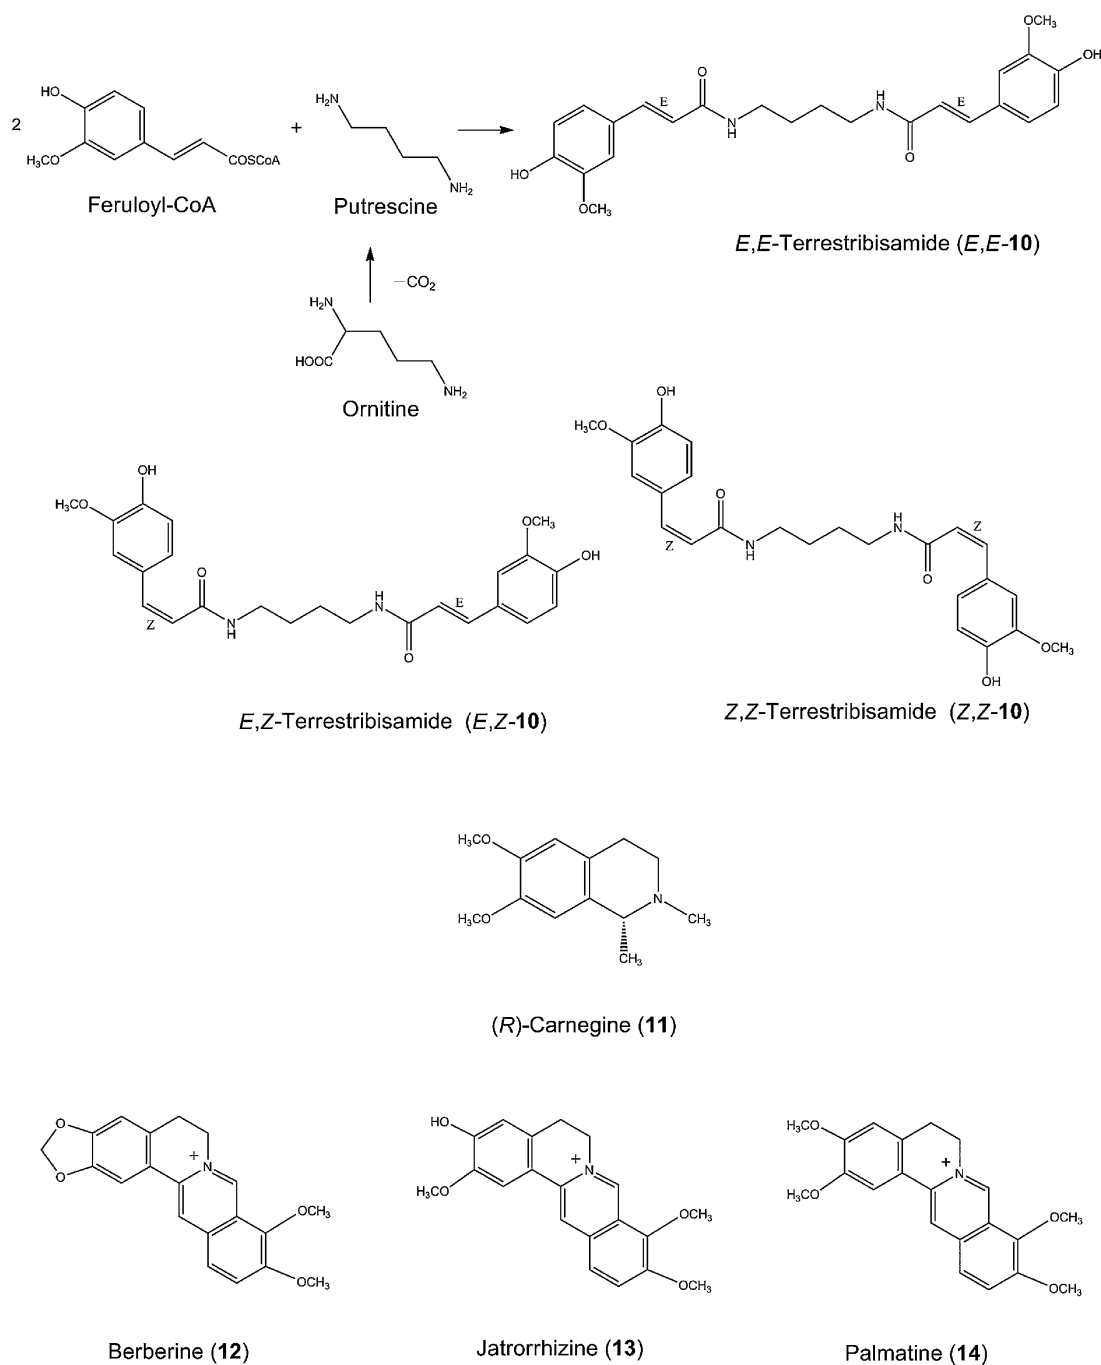 OCH₃
OH
O
H
N
E
HO
2
H₃CO
COSCoA
+
H₂N
NH₂
O
N
H
E
O
HO
OCH₃
Feruloyl-CoA
Putrescine
E,E-Terrestribisamide (E,E-10)
−CO₂
H₂N
HOOC
NH₂
Ornitine
OH
H₃CO
O
H
N
Z
Z
N
H
O
OCH₃
OH
OH
H₃CO
O
H
N
OCH₃
OH
E
Z
N
H
O
E,Z-Terrestribisamide (E,Z-10)
Z,Z-Terrestribisamide (Z,Z-10)
H₃CO
H₃CO
N
CH₃
CH₃
(R)-Carnegine (11)
O
O
+
N
OCH₃
OCH₃
HO
H₃CO
+
N
OCH₃
OCH₃
H₃CO
H₃CO
+
N
OCH₃
OCH₃
Berberine (12)
Jatrorrhizine (13)
Palmatine (14)